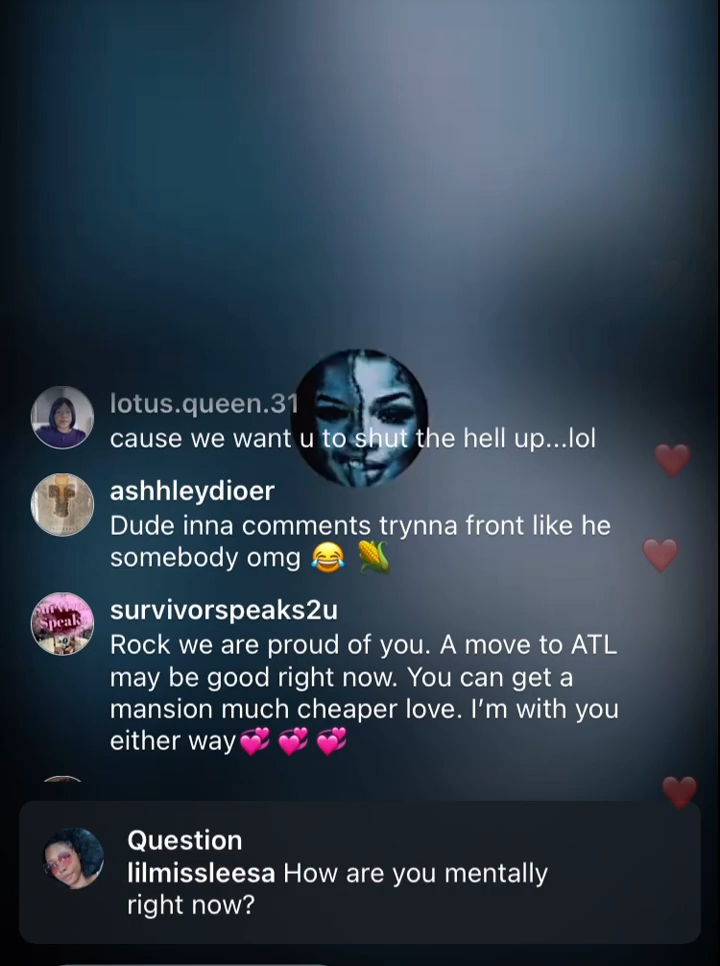 lotus.queen.31
cause we want u to shut the hell up...lol
ashhleydioer
Dude inna comments trynna front like he
somebody omg 😂 🌽
Speak
survivorspeaks2u
Rock we are proud of you. A move to ATL
may be good right now. You can get a
mansion much cheaper love. I’m with you
either way💞💞💞
Question
lilmissleesa How are you mentally
right now?